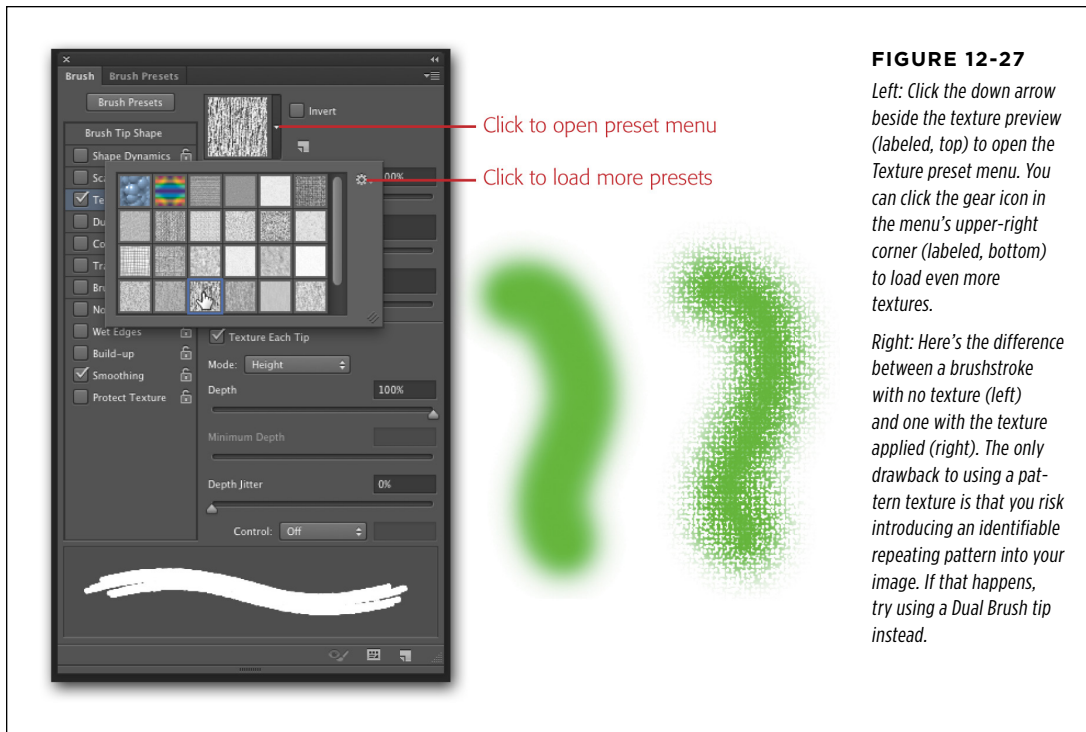 Brush Brush Presets
Brush Presets
Invert
Brush Tip Shape
Shape Dynamics
Click to open preset menu
Click to load more presets
Sca
00%
Te
Du
Co
Tra
Bru
No
Wet Edges
Build-up
Smoothing
Protect Texture
Texture Each Tip
Mode: Height
Depth 100%
Minimum Depth
Depth Jitter 0%
Control: Off
FIGURE 12-27
Left: Click the down arrow
beside the texture preview
(labeled, top) to open the
Texture preset menu. You
can click the gear icon in
the menu's upper-right
corner (labeled, bottom)
to load even more
textures.
Right: Here's the difference
between a brushstroke
with no texture (left)
and one with the texture
applied (right). The only
drawback to using a pat-
tern texture is that you risk
introducing an identifiable
repeating pattern into your
image. If that happens,
try using a Dual Brush tip
instead.